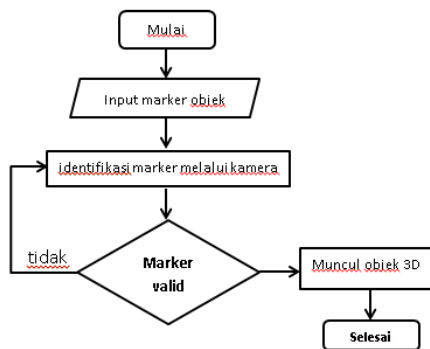 Mulai
Input marker objek
identifikasi marker melalui kamera
tidak
Marker
valid
Muncul objek 3D
Selesai